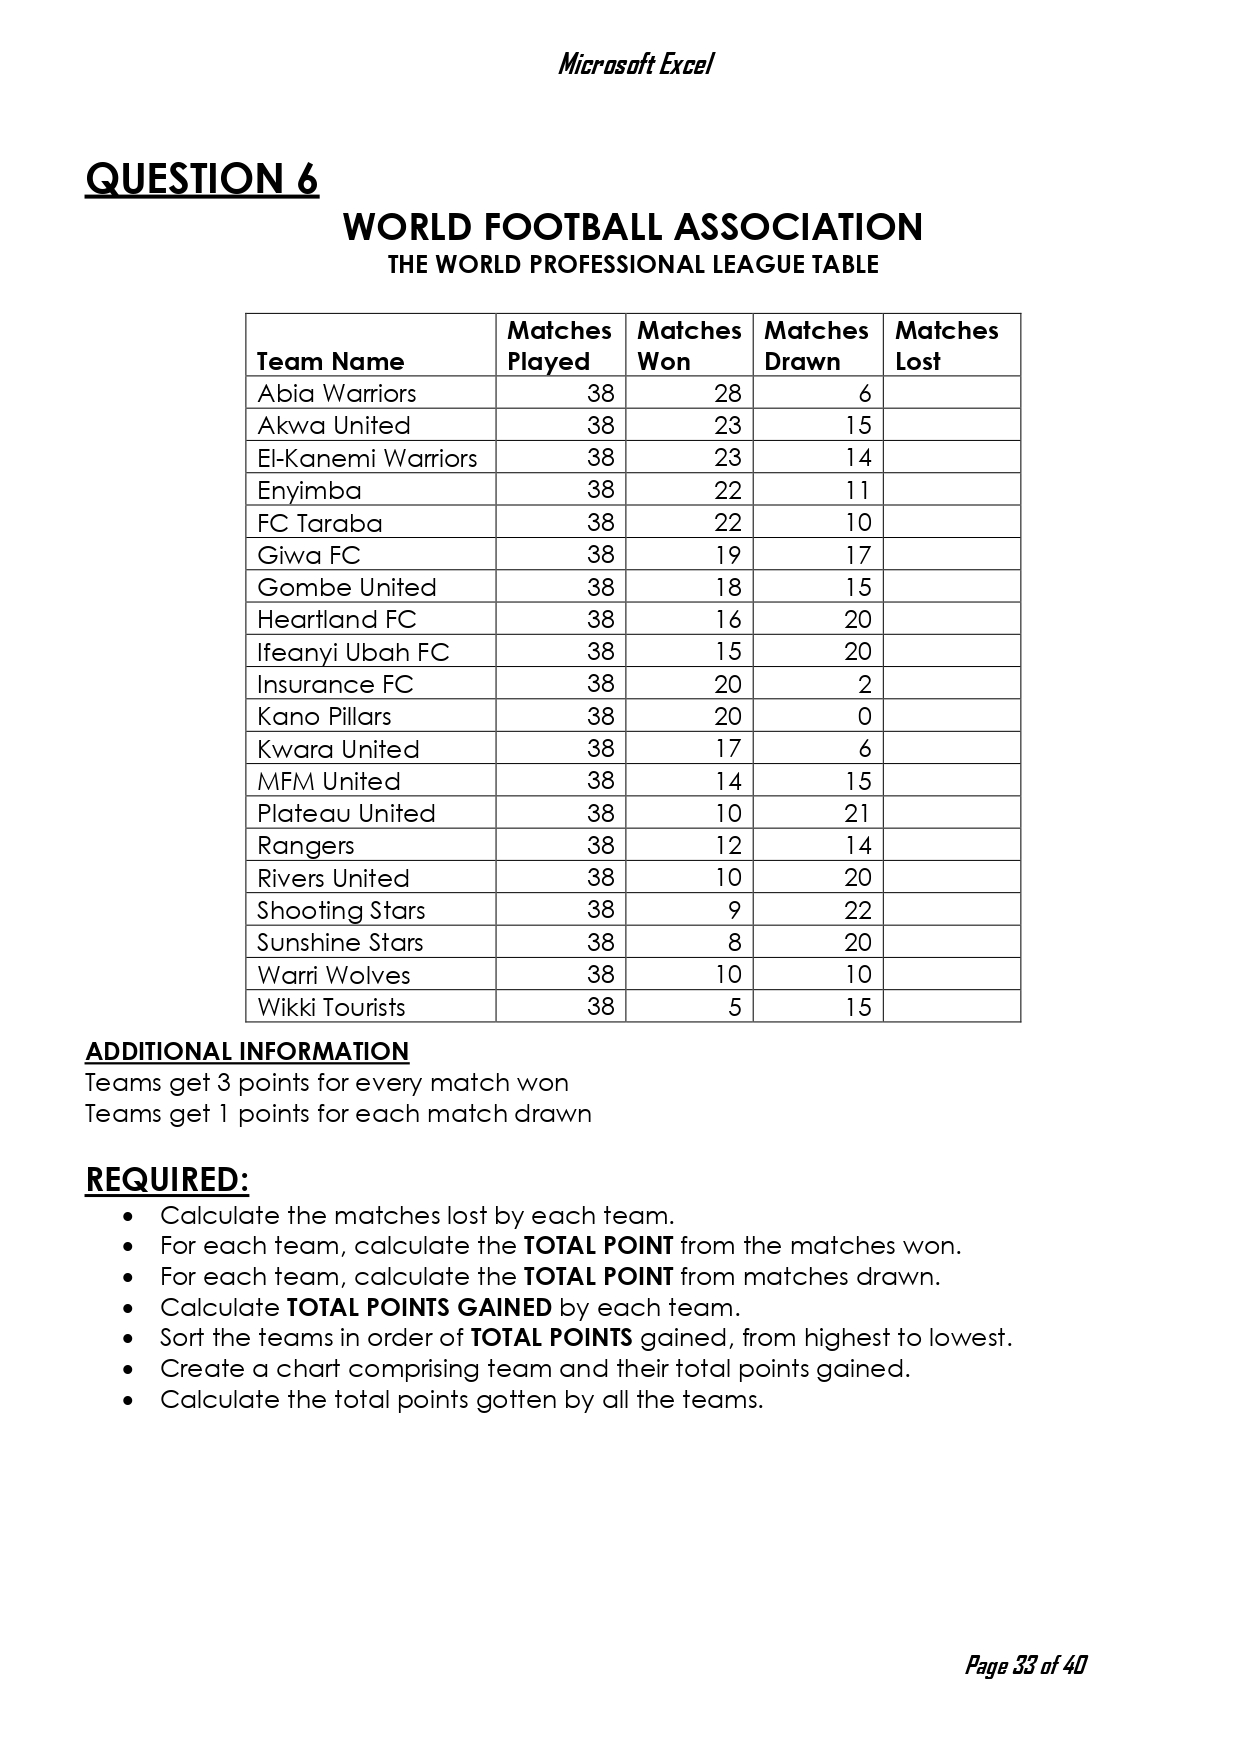 Microsoft Excel
QUESTION 6
WORLD FOOTBALL ASSOCIATION
THE WORLD PROFESSIONAL LEAGUE TABLE
Team Name Matches Played Matches Won Matches Drawn Matches Lost
Abia Warriors 38 28 6
Akwa United 38 23 15
El-Kanemi Warriors 38 23 14
Enyimba 38 22 11
FC Taraba 38 22 10
Giwa FC 38 19 17
Gombe United 38 18 15
Heartland FC 38 16 20
Ifeanyi Ubah FC 38 15 20
Insurance FC 38 20 2
Kano Pillars 38 20 0
Kwara United 38 17 6
MFM United 38 14 15
Plateau United 38 10 21
Rangers 38 12 14
Rivers United 38 10 20
Shooting Stars 38 9 22
Sunshine Stars 38 8 20
Warri Wolves 38 10 10
Wikki Tourists 38 5 15
ADDITIONAL INFORMATION
Teams get 3 points for every match won
Teams get 1 points for each match drawn
REQUIRED:
• Calculate the matches lost by each team.
• For each team, calculate the TOTAL POINT from the matches won.
• For each team, calculate the TOTAL POINT from matches drawn.
• Calculate TOTAL POINTS GAINED by each team.
• Sort the teams in order of TOTAL POINTS gained, from highest to lowest.
• Create a chart comprising team and their total points gained.
• Calculate the total points gotten by all the teams.
Page 33 of 40